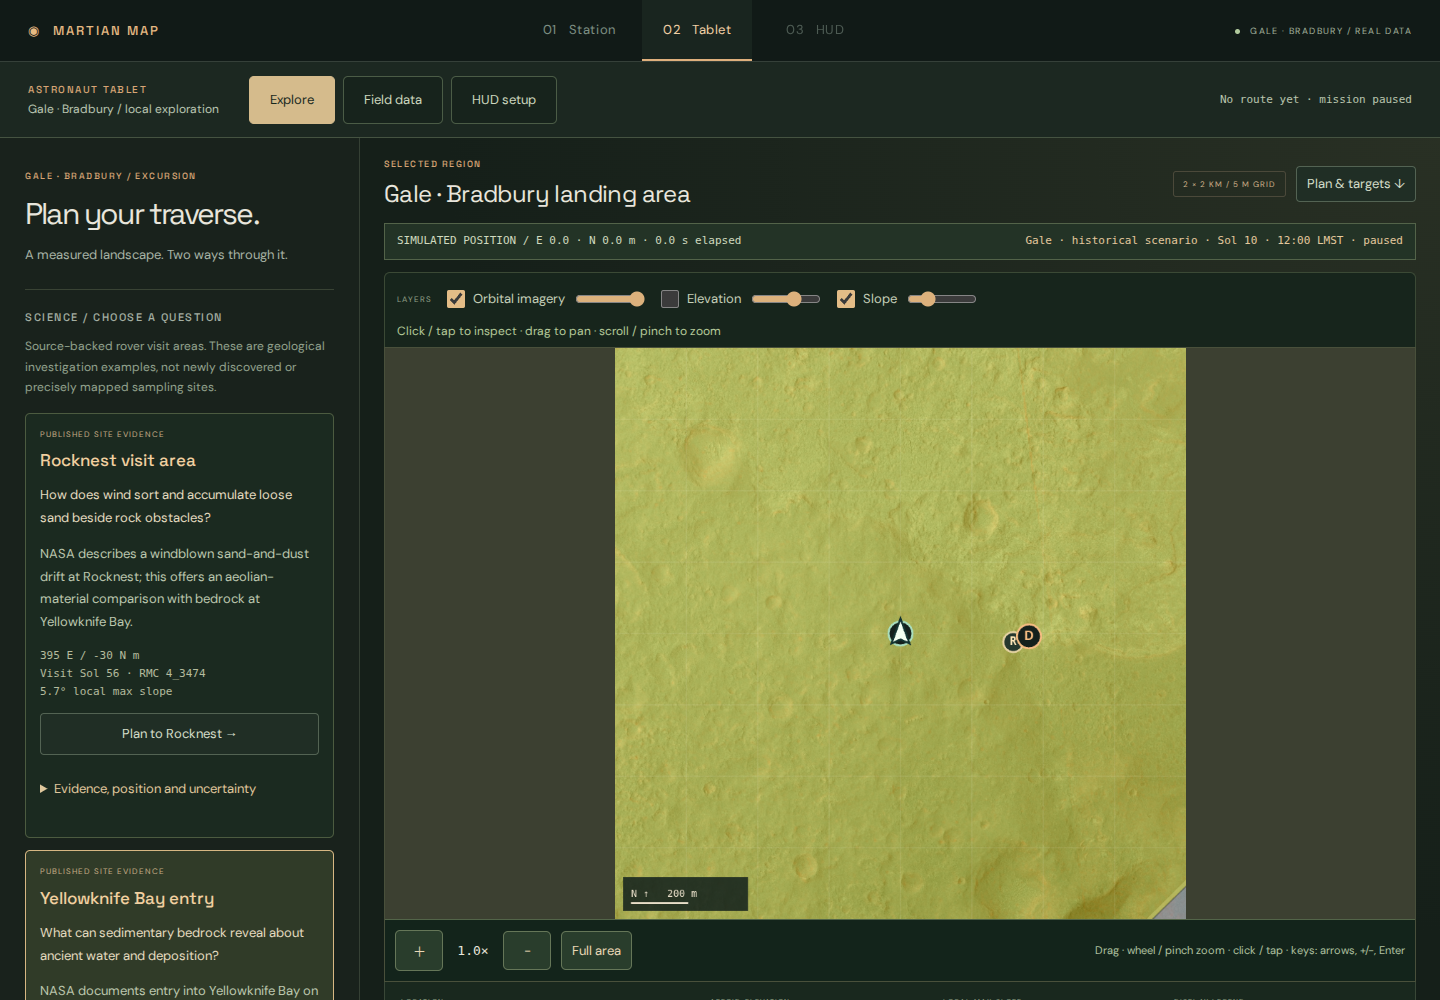 ◉ MARTIAN MAP
01 Station
02 Tablet
03 HUD
GALE · BRADBURY / REAL DATA
ASTRONAUT TABLET
Gale · Bradbury / local exploration
Explore
Field data
HUD setup
No route yet · mission paused
GALE · BRADBURY / EXCURSION
Plan your traverse.
A measured landscape. Two ways through it.
SCIENCE / CHOOSE A QUESTION
Source-backed rover visit areas. These are geological
investigation examples, not newly discovered or
precisely mapped sampling sites.
PUBLISHED SITE EVIDENCE
Rocknest visit area
How does wind sort and accumulate loose
sand beside rock obstacles?
NASA describes a windblown sand-and-dust
drift at Rocknest; this offers an aeolian-
material comparison with bedrock at
Yellowknife Bay.
395 E / -30 N m
Visit Sol 56 · RMC 4_3474
5.7° local max slope
Plan to Rocknest →
▶ Evidence, position and uncertainty
PUBLISHED SITE EVIDENCE
Yellowknife Bay entry
What can sedimentary bedrock reveal about
ancient water and deposition?
NASA documents entry into Yellowknife Bay on
SELECTED REGION
Gale · Bradbury landing area
2 × 2 KM / 5 M GRID
Plan & targets ↓
SIMULATED POSITION / E 0.0 · N 0.0 m · 0.0 s elapsed
Gale · historical scenario · Sol 10 · 12:00 LMST · paused
LAYERS
Orbital imagery
Elevation
Slope
Click / tap to inspect · drag to pan · scroll / pinch to zoom
R
D
N ↑ 200 m
+
1.0×
-
Full area
Drag · wheel / pinch zoom · click / tap · keys: arrows, +/-, Enter